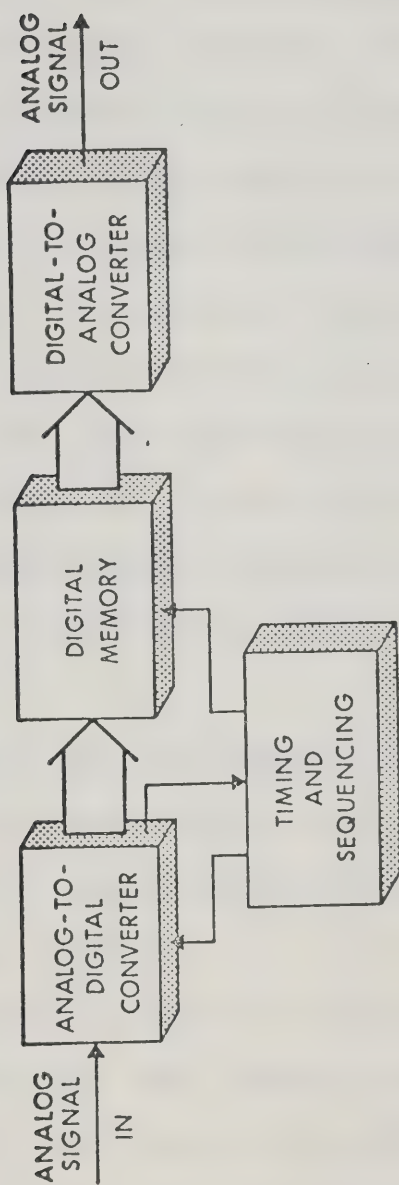 ANALOG
SIGNAL
IN
ANALOG-TO-
DIGITAL
CONVERTER
DIGITAL
MEMORY
DIGITAL-TO-
ANALOG
CONVERTER
ANALOG
SIGNAL
OUT
TIMING
AND
SEQUENCING